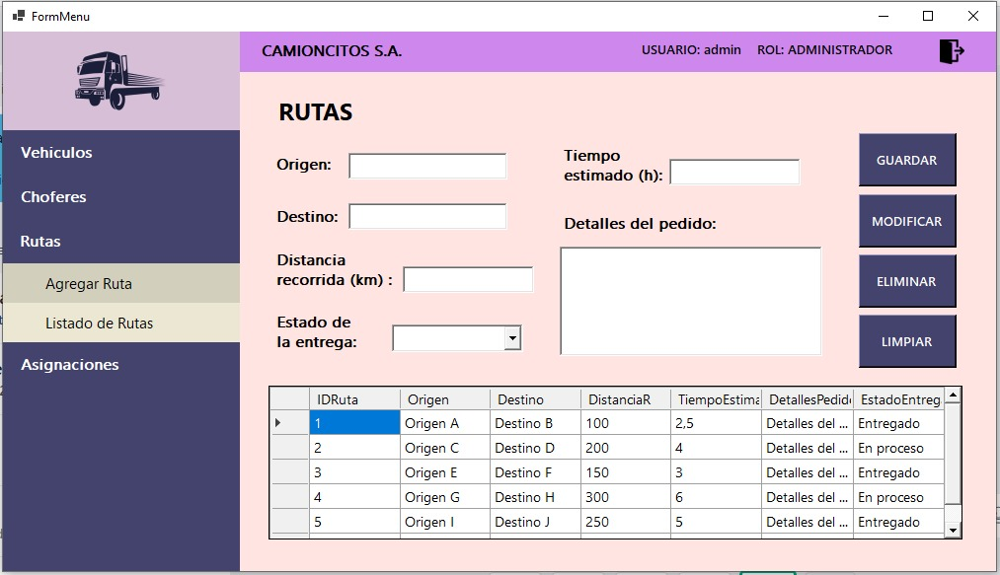 FormMenu
CAMIONCITOS S.A.
USUARIO: admin ROL: ADMINISTRADOR
Vehiculos
Choferes
Rutas
Agregar Ruta
Listado de Rutas
Asignaciones
RUTAS
Origen:
Destino:
Distancia
recorrida (km) :
Estado de
la entrega:
Tiempo
estimado (h):
Detalles del pedido:
GUARDAR
MODIFICAR
ELIMINAR
LIMPIAR
IDRuta Origen Destino DistanciaR TiempoEstima DetallesPedid EstadoEntreg
1 Origen A Destino B 100 2,5 Detalles del ... Entregado
2 Origen C Destino D 200 4 Detalles del ... En proceso
3 Origen E Destino F 150 3 Detalles del ... Entregado
4 Origen G Destino H 300 6 Detalles del ... En proceso
5 Origen I Destino J 250 5 Detalles del ... Entregado